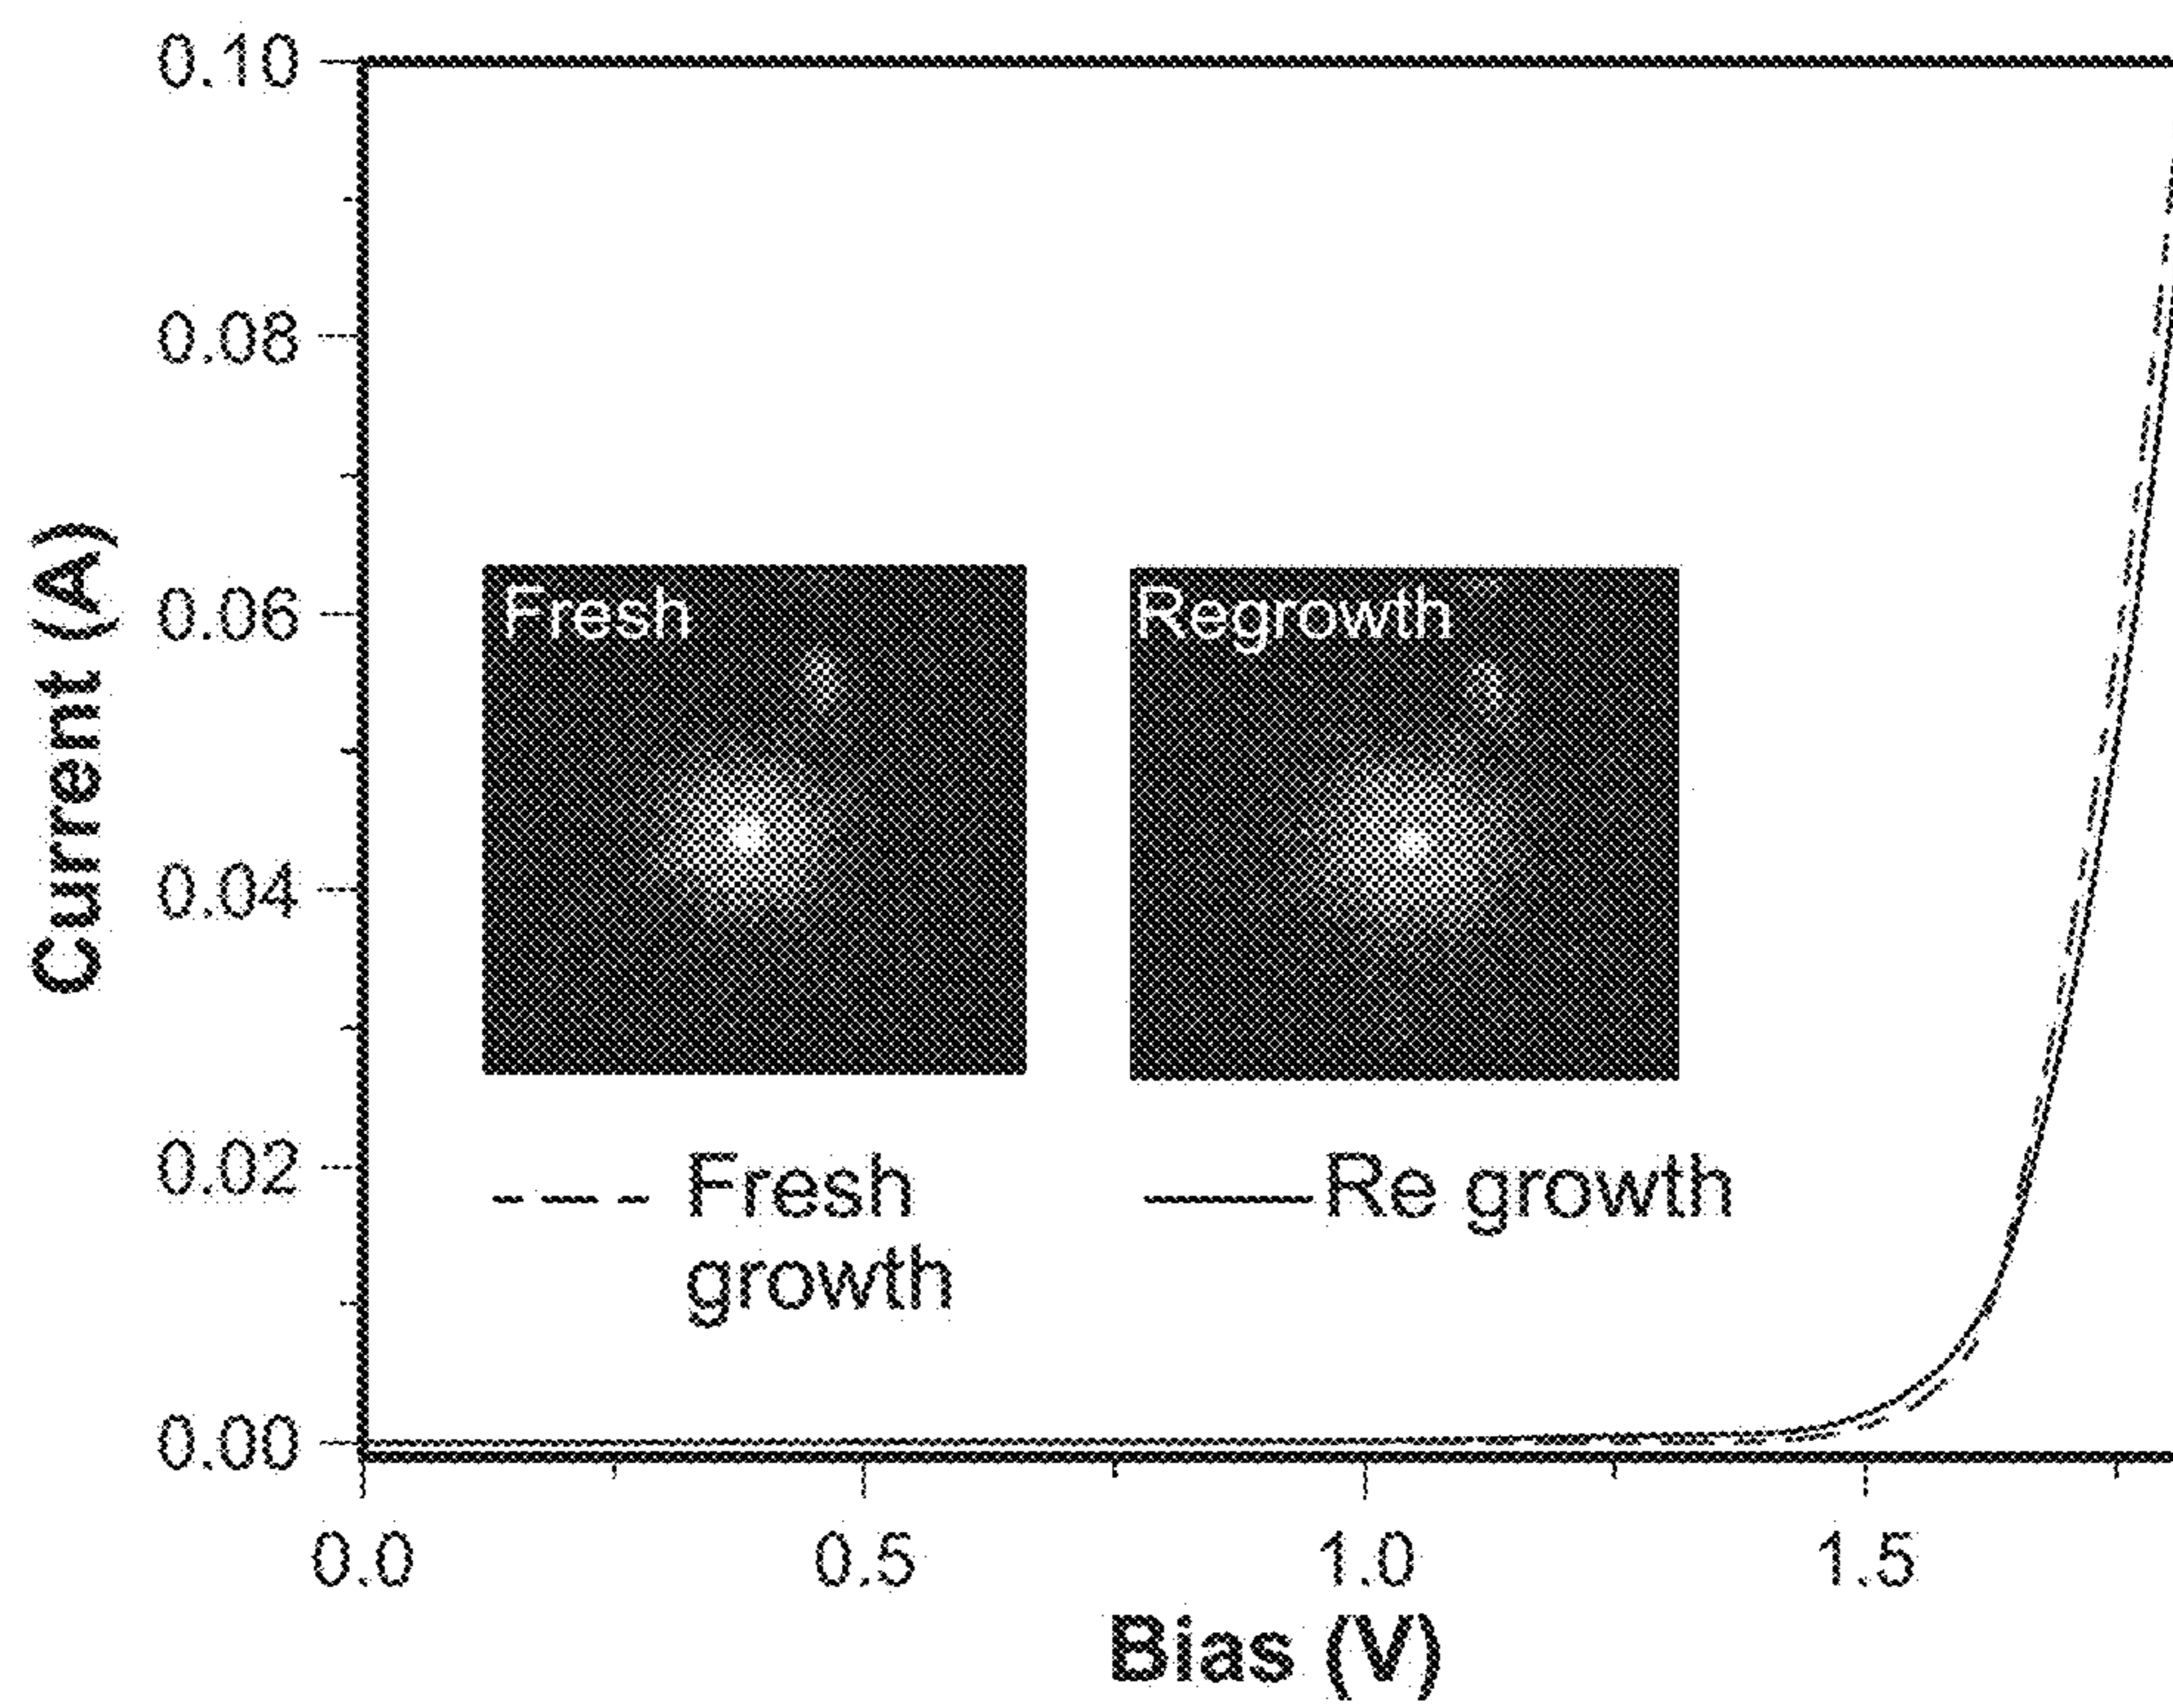 0.10
0.08
0.06
0.04
0.02
0.00
Current (A)
Fresh
Regrowth
Fresh
growth
Re growth
0.0
0.5
1.0
1.5
Bias (V)